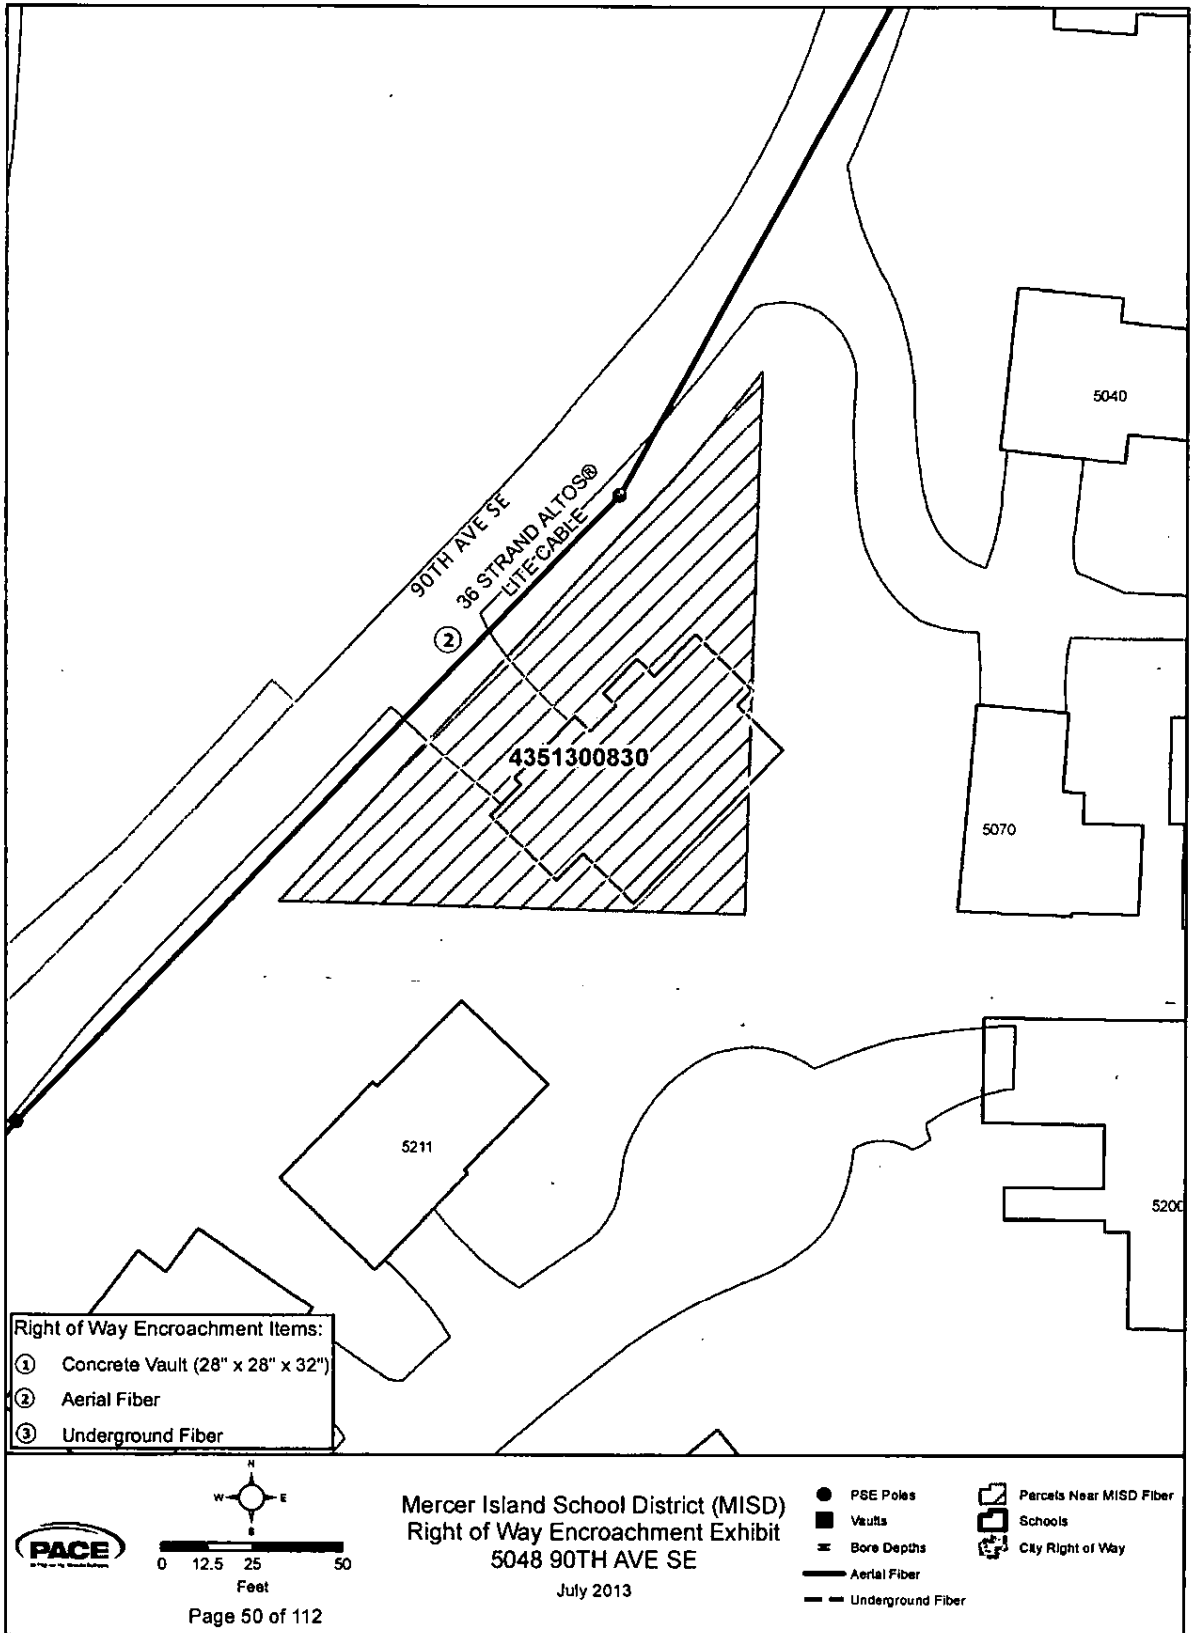 5040
90TH AVE SE
36 STRAND ALTOS®
LITE-CABLE
②
4351300830
5070
5211
5200
Right of Way Encroachment Items:
① Concrete Vault (28" x 28" x 32")
② Aerial Fiber
③ Underground Fiber
N
W E
S
PACE
0 12.5 25 50
Feet
Page 50 of 112
Mercer Island School District (MISD)
Right of Way Encroachment Exhibit
5048 90TH AVE SE
July 2013
PSE Poles
Vaults
Bore Depths
Aerial Fiber
Underground Fiber
Parcels Near MISD Fiber
Schools
City Right of Way